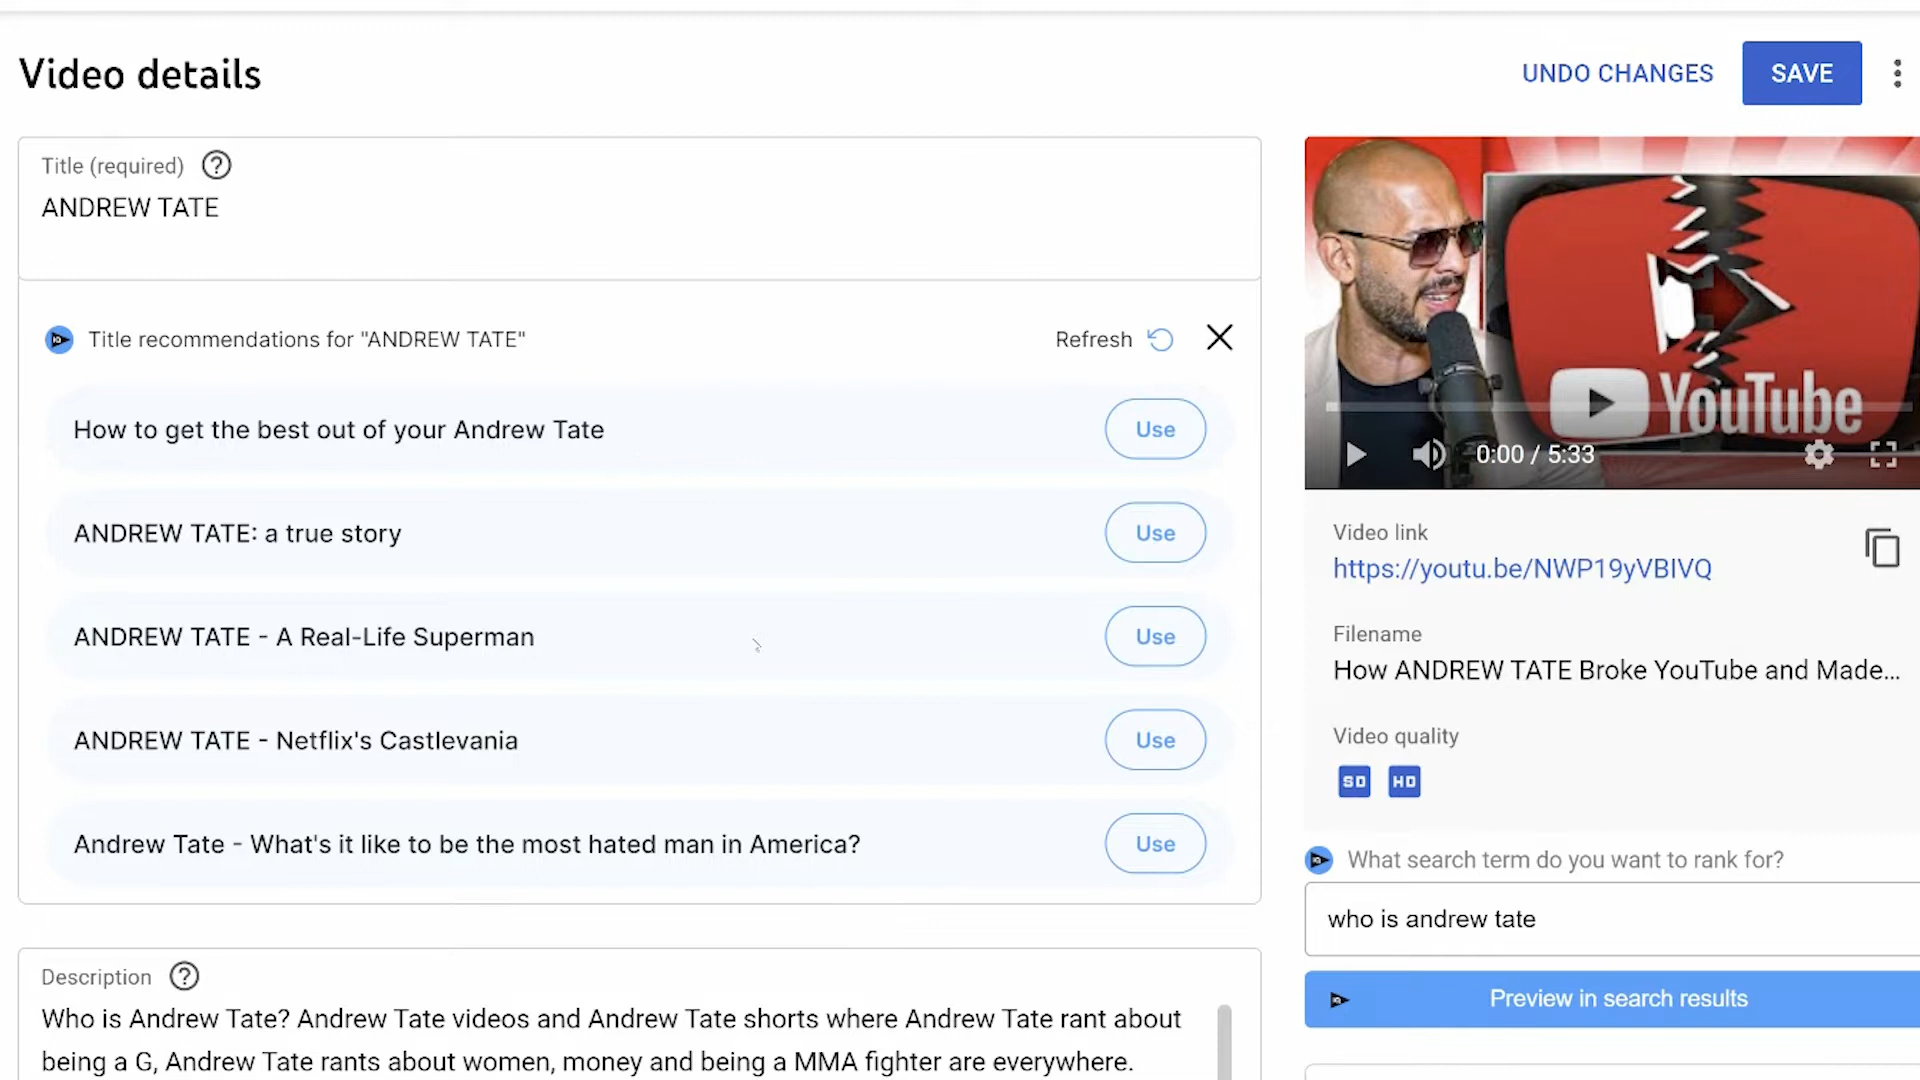 Video details
UNDO CHANGES
SAVE
Title (required)
ANDREW TATE
Title recommendations for "ANDREW TATE"
Refresh
How to get the best out of your Andrew Tate
Use
ANDREW TATE: a true story
Use
ANDREW TATE - A Real-Life Superman
Use
ANDREW TATE - Netflix's Castlevania
Use
Andrew Tate - What's it like to be the most hated man in America?
Use
Description
Who is Andrew Tate? Andrew Tate videos and Andrew Tate shorts where Andrew Tate rant about
being a G, Andrew Tate rants about women, money and being a MMA fighter are everywhere.
YouTube
0:00 / 5:33
Video link
https://youtu.be/NWP19yVBIVQ
Filename
How ANDREW TATE Broke YouTube and Made...
Video quality
SD HD
What search term do you want to rank for?
who is andrew tate
Preview in search results